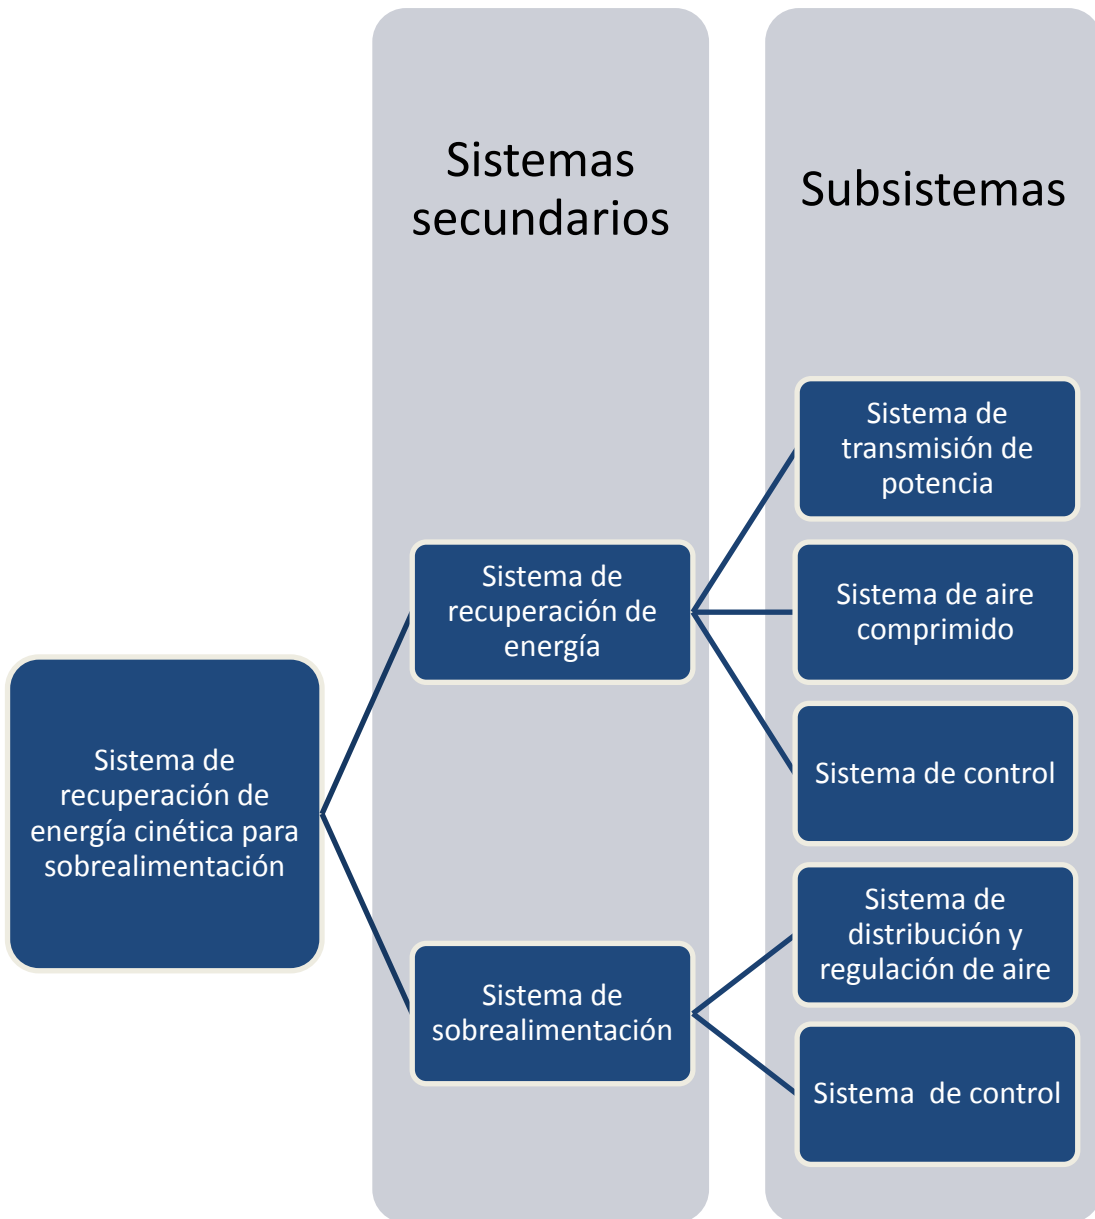 Sistemas
secundarios
Subsistemas
Sistema de
recuperación de
energía cinética para
sobrealimentación
Sistema de
recuperación de
energía
Sistema de
transmisión de
potencia
Sistema de aire
comprimido
Sistema de control
Sistema de
sobrealimentación
Sistema de
distribución y
regulación de aire
Sistema  de control